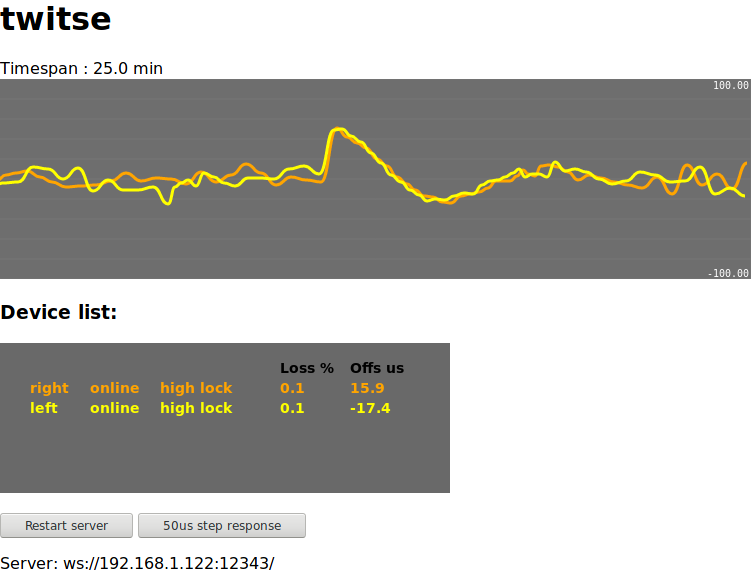 twitse
Timespan : 25.0 min
100.00
-100.00
Device list:
Loss % Offs us
right online high lock 0.1 15.9
left online high lock 0.1 -17.4
Restart server 50us step response
Server: ws://192.168.1.122:12343/